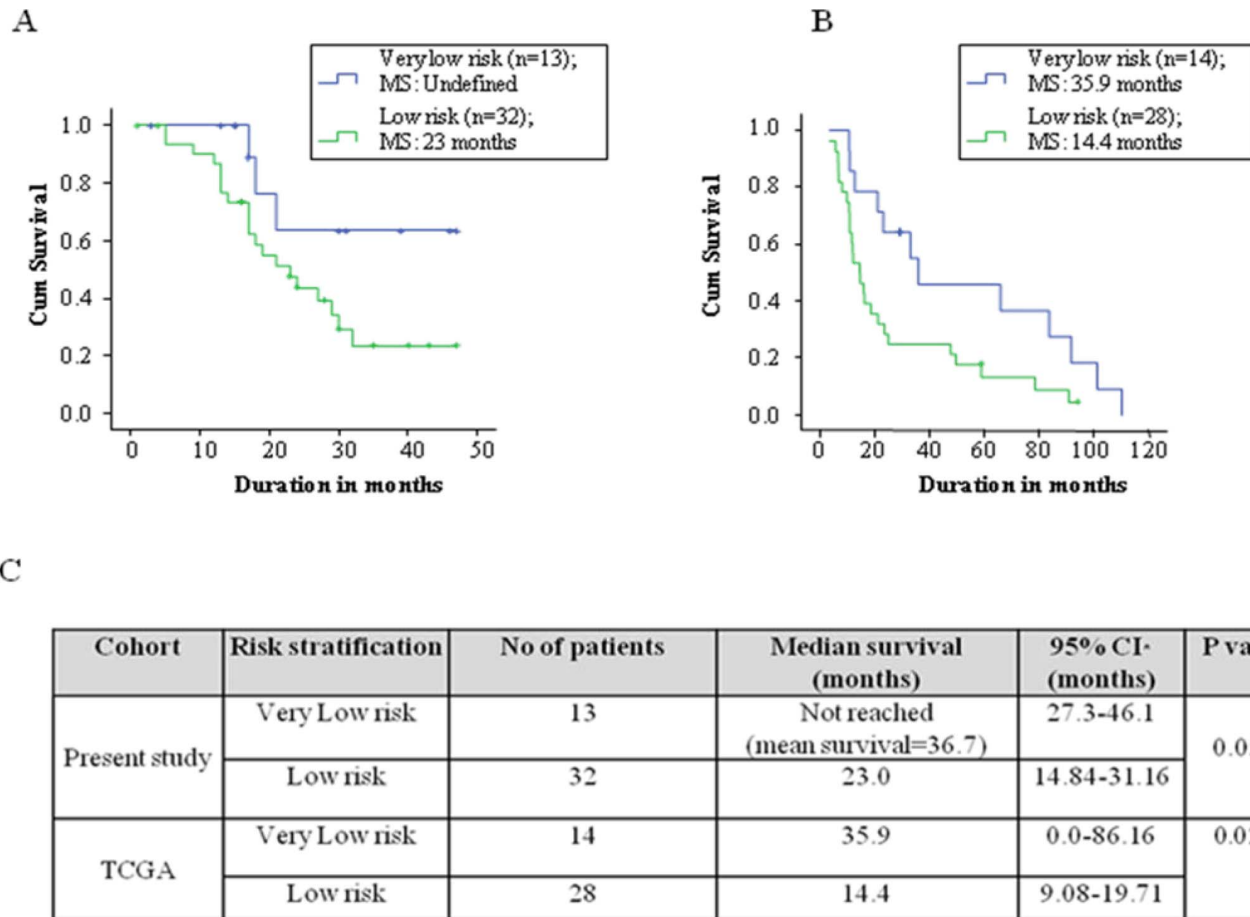 A
Very low risk (n=13);
MS: Undefined
Low risk (n=32);
MS: 23 months
1.0
0.8
0.6
0.4
0.2
0.0
Cum Survival
0 10 20 30 40 50
Duration in months
B
Very low risk (n=14);
MS: 35.9 months
Low risk (n=28);
MS: 14.4 months
1.0
0.8
0.6
0.4
0.2
0.0
Cum Survival
0 20 40 60 80 100 120
Duration in months
C
Cohort Risk stratification No of patients Median survival (months) 95% CI (months) P
Present study
Very Low risk 13 Not reached (mean survival=36.7) 27.3-46.1
Low risk 32 23.0 14.84-31.16
TCGA
Very Low risk 14 35.9 0.0-86.16
Low risk 28 14.4 9.08-19.71